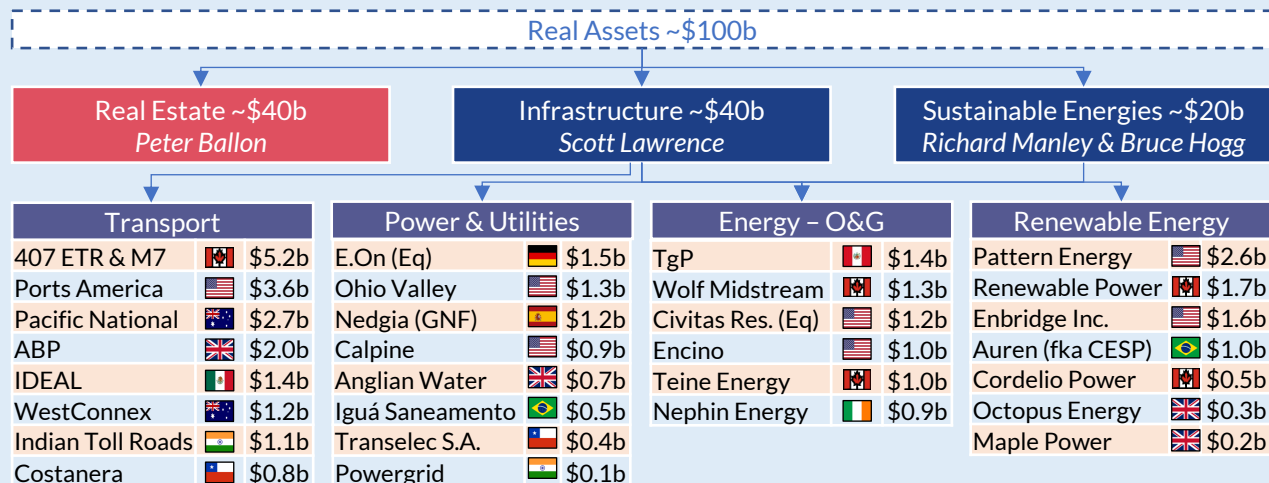 Real Assets ~$100b
Real Estate ~$40b
Peter Ballon
Infrastructure ~$40b
Scott Lawrence
Sustainable Energies ~$20b
Richard Manley & Bruce Hogg
Transport
407 ETR & M7 $5.2b
Ports America $3.6b
Pacific National $2.7b
ABP $2.0b
IDEAL $1.4b
WestConnex $1.2b
Indian Toll Roads $1.1b
Costanera $0.8b
Power & Utilities
E.On (Eq) $1.5b
Ohio Valley $1.3b
Nedgia (GNF) $1.2b
Calpine $0.9b
Anglian Water $0.7b
Iguá Saneamento $0.5b
Transelec S.A. $0.4b
Powergrid $0.1b
Energy – O&G
TgP $1.4b
Wolf Midstream $1.3b
Civitas Res. (Eq) $1.2b
Encino $1.0b
Teine Energy $1.0b
Nephin Energy $0.9b
Renewable Energy
Pattern Energy $2.6b
Renewable Power $1.7b
Enbridge Inc. $1.6b
Auren (fka CESP) $1.0b
Cordelio Power $0.5b
Octopus Energy $0.3b
Maple Power $0.2b